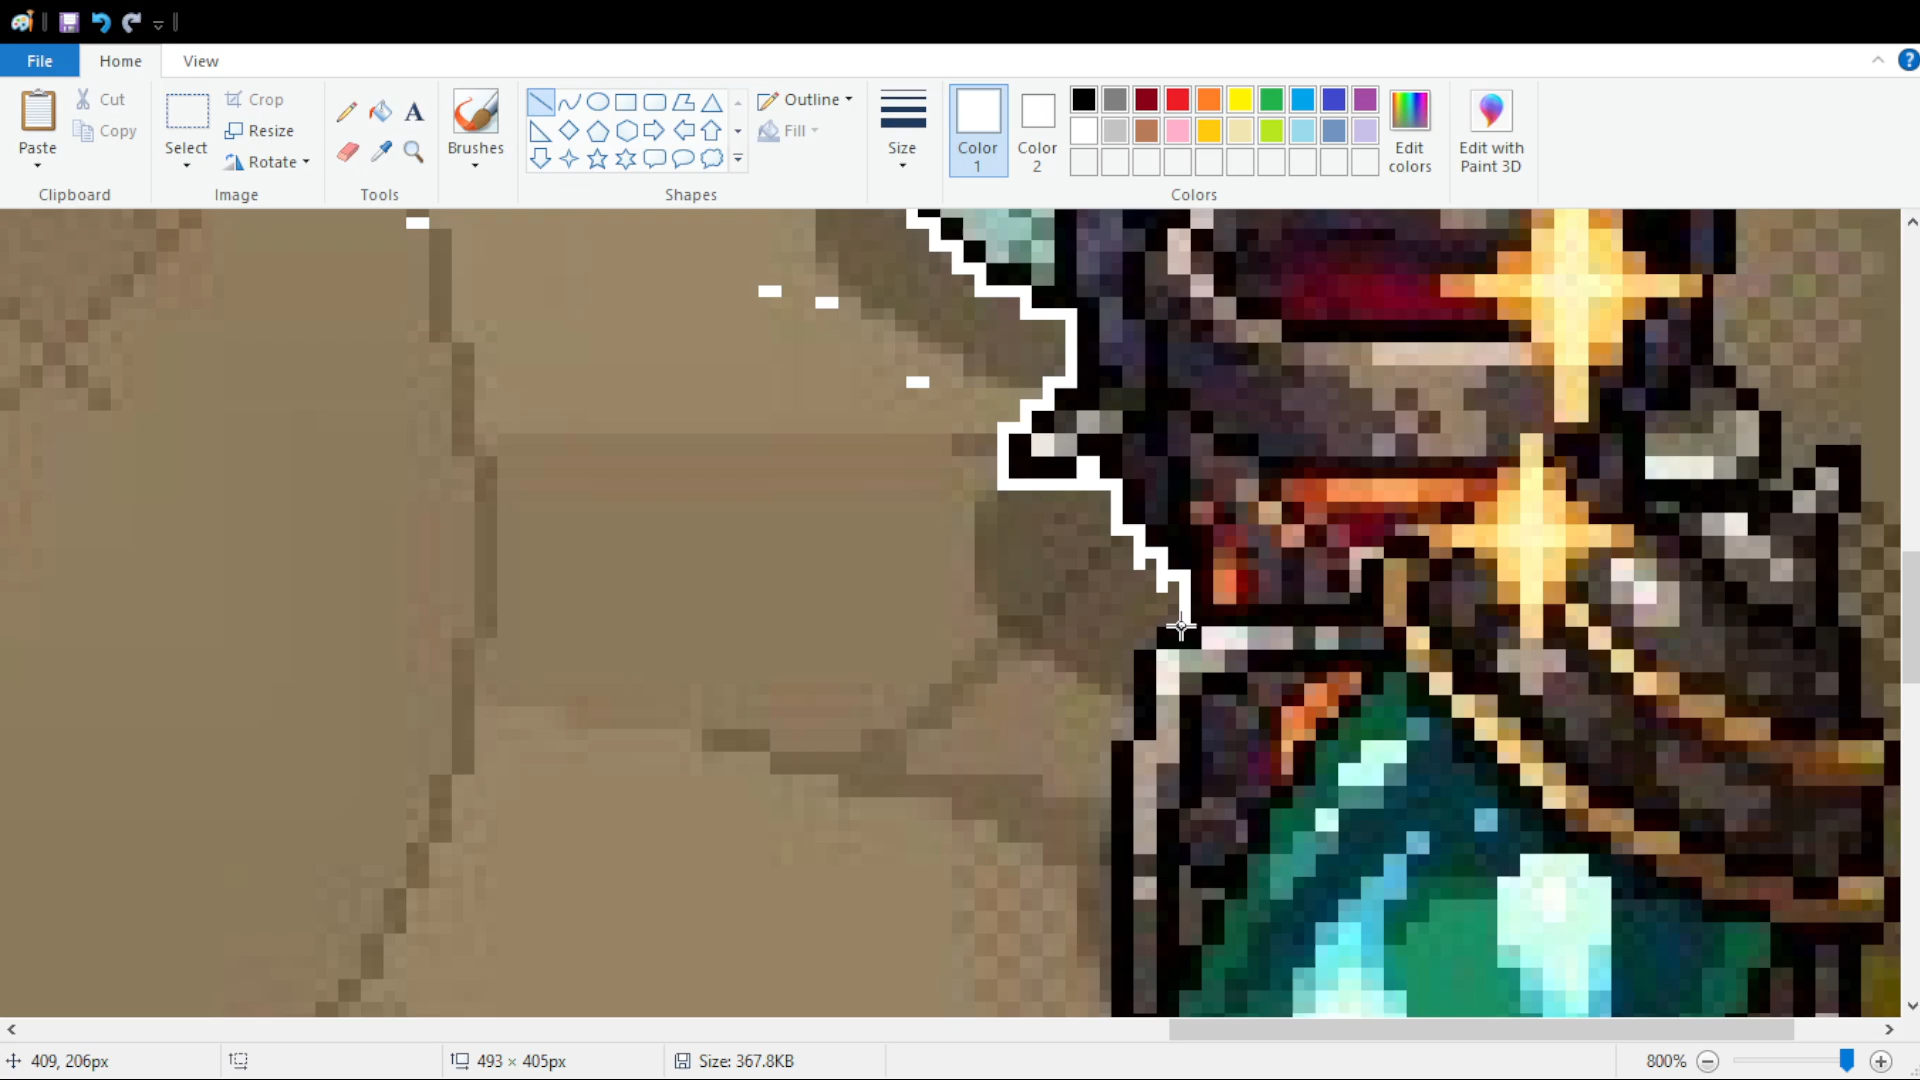 File Home View
?
Paste
Cut
Copy
Clipboard
Select
Crop
Resize
Rotate
Image
A
Tools
Brushes
Outline
Fill
Shapes
Size
Color 1
Color 2
Edit colors
Colors
Edit with Paint 3D
409, 206px
493 × 405px
Size: 367.8KB
800%